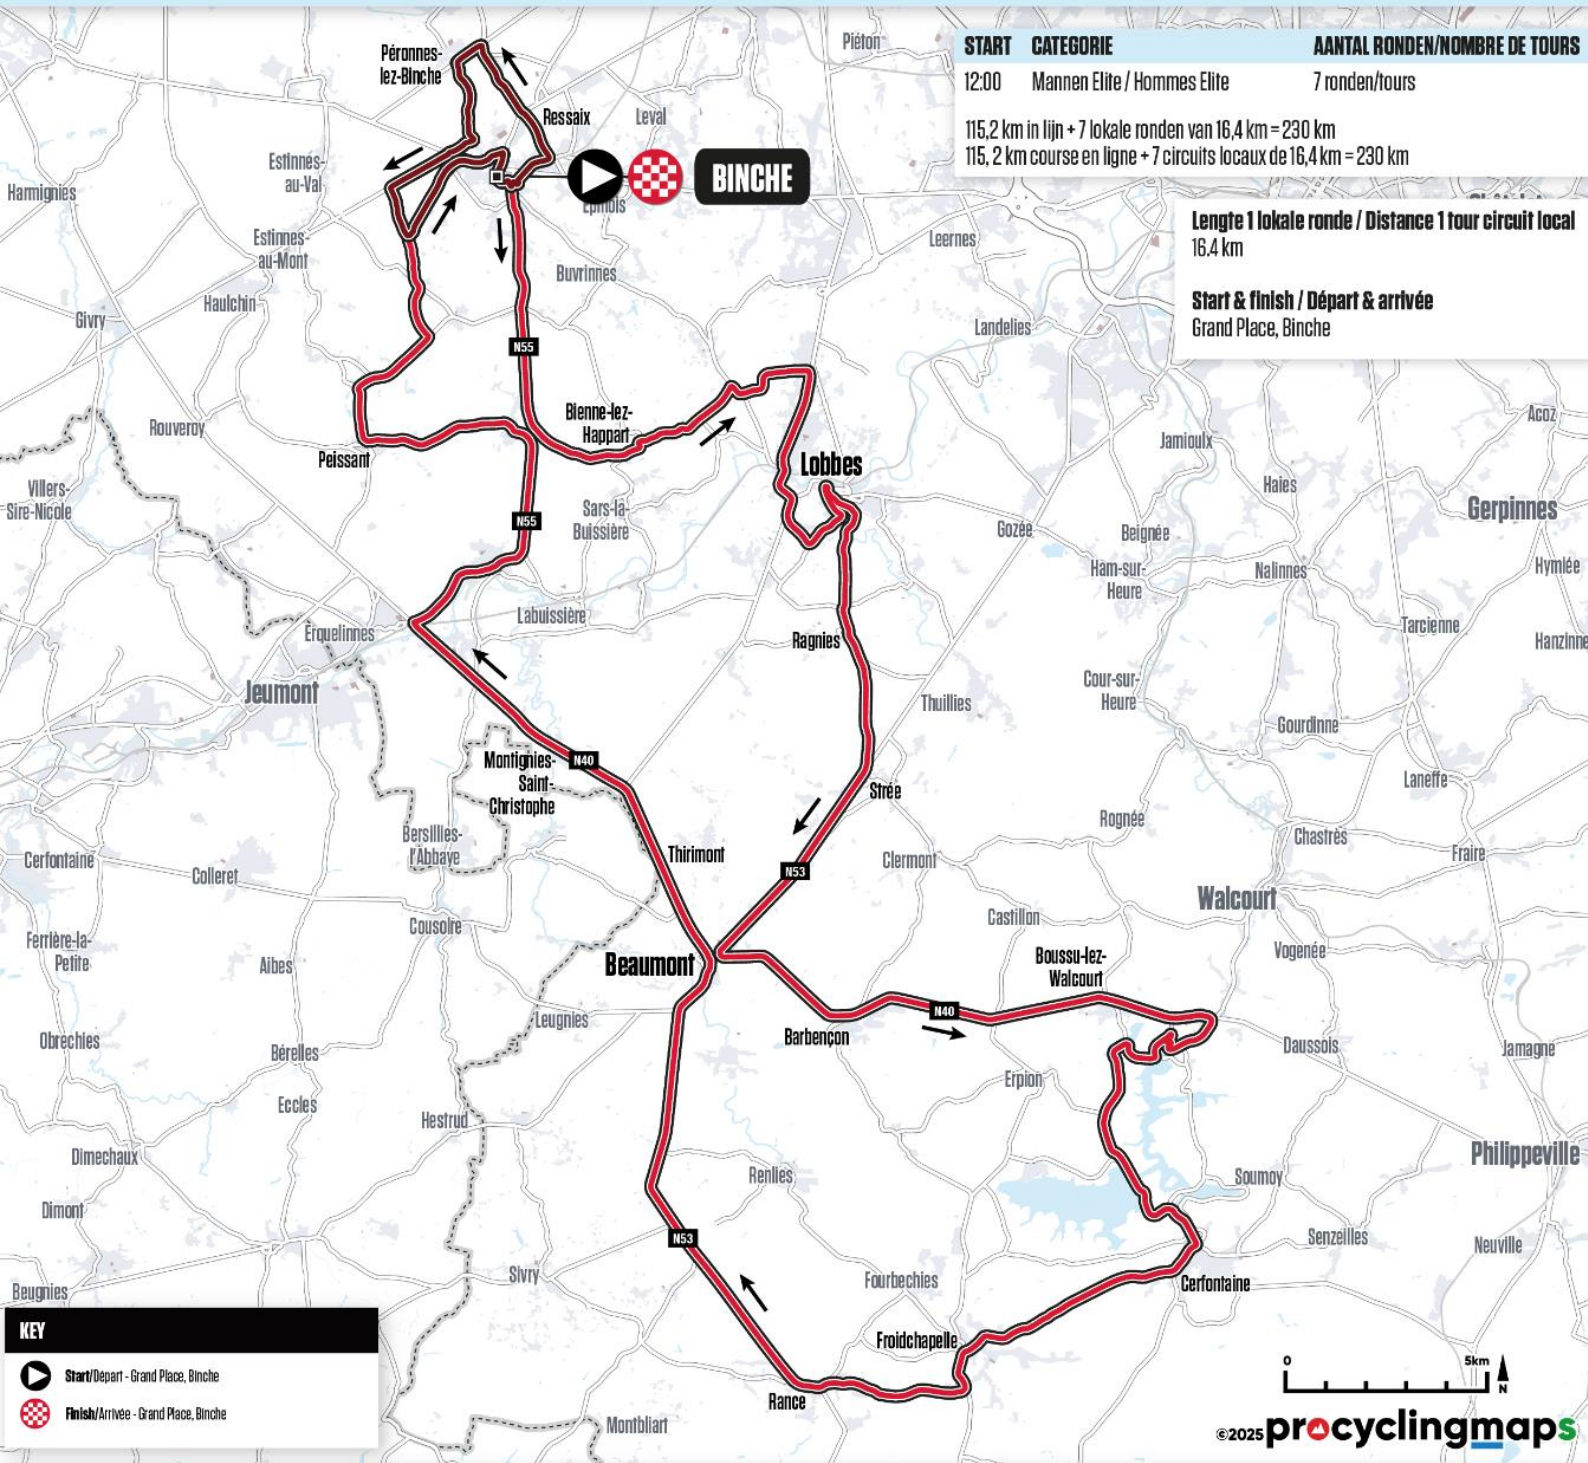 START CATEGORIE AANTAL RONDEN/NOMBRE DE TOURS
12:00 Mannen Elite / Hommes Elite 7 ronden/tours
115,2 km in lijn + 7 lokale ronden van 16,4 km = 230 km
115, 2 km course en ligne + 7 circuits locaux de 16,4 km = 230 km
Lengte 1 lokale ronde / Distance 1 tour circuit local
16.4 km
Start & finish / Départ & arrivée
Grand Place, Binche
Péronnes-
lez-Binche
Piéton
Ressaix
Leval
BINCHE
Epinois
Estinnes-
au-Val
Harmignies
Estinnes-
au-Mont
Leernes
Buvrinnes
Haulchin
Givry
Landelies
N55
Bienne-lez-
Happart
Rouveroy
Acoz
Jamioulx
Peissant
Lobbes
Villers-
Sire-Nicole
Haies
Gerpinnes
N55
Sars-la-
Buissière
Gozée
Beignée
Ham-sur-
Heure
Nalinnes
Hymiée
Labuissière
Erquelinnes
Ragnies
Tarcienne
Hanzinne
Jeumont
Cour-sur-
Heure
Thuillies
Gourdinne
Montignies-
Saint-
Christophe
N40
Strée
Laneffe
Rognée
Bersillies-
l'Abbaye
Thirimont
Chastrès
Cerfontaine
Colleret
Clermont
Fraire
N53
Walcourt
Cousolre
Castillon
Ferrière-la-
Petite
Aibes
Beaumont
Boussu-lez-
Walcourt
Vogenée
Leugnies
N40
Barbençon
Obrechies
Bérelles
Daussois
Jamagne
Erpion
Eccles
Hestrud
Dimechaux
Renlies
Soumoy
Philippeville
Dimont
N53
Senzeilles
Neuville
Sivry
Fourbechies
Cerfontaine
Beugnies
Froidchapelle
Rance
Montbliart
KEY
Start/Départ - Grand Place, Binche
Finish/Arrivée - Grand Place, Binche
0 5km
N
©2025 procyclingmaps